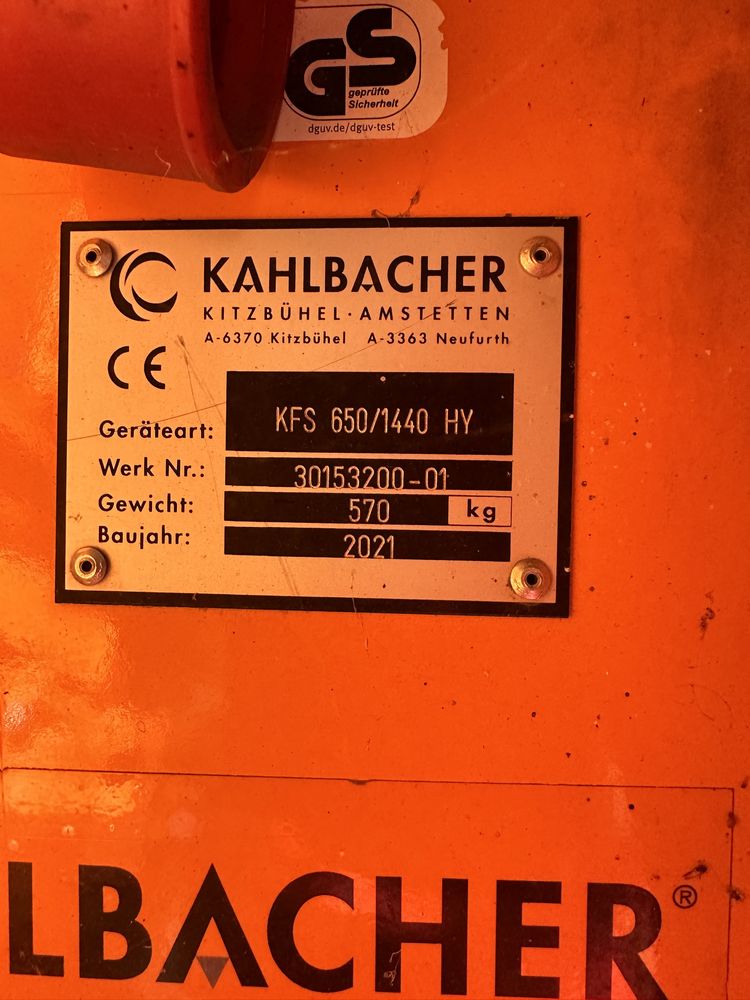 GS
geprüfte
Sicherheit
dguv.de/dguv-test
KAHLBACHER
KITZBÜHEL · AMSTETTEN
A-6370 Kitzbühel A-3363 Neufurth
CE
Geräteart: KFS 650/1440 HY
Werk Nr.: 30153200-01
Gewicht: 570 kg
Baujahr: 2021
LBACHER®